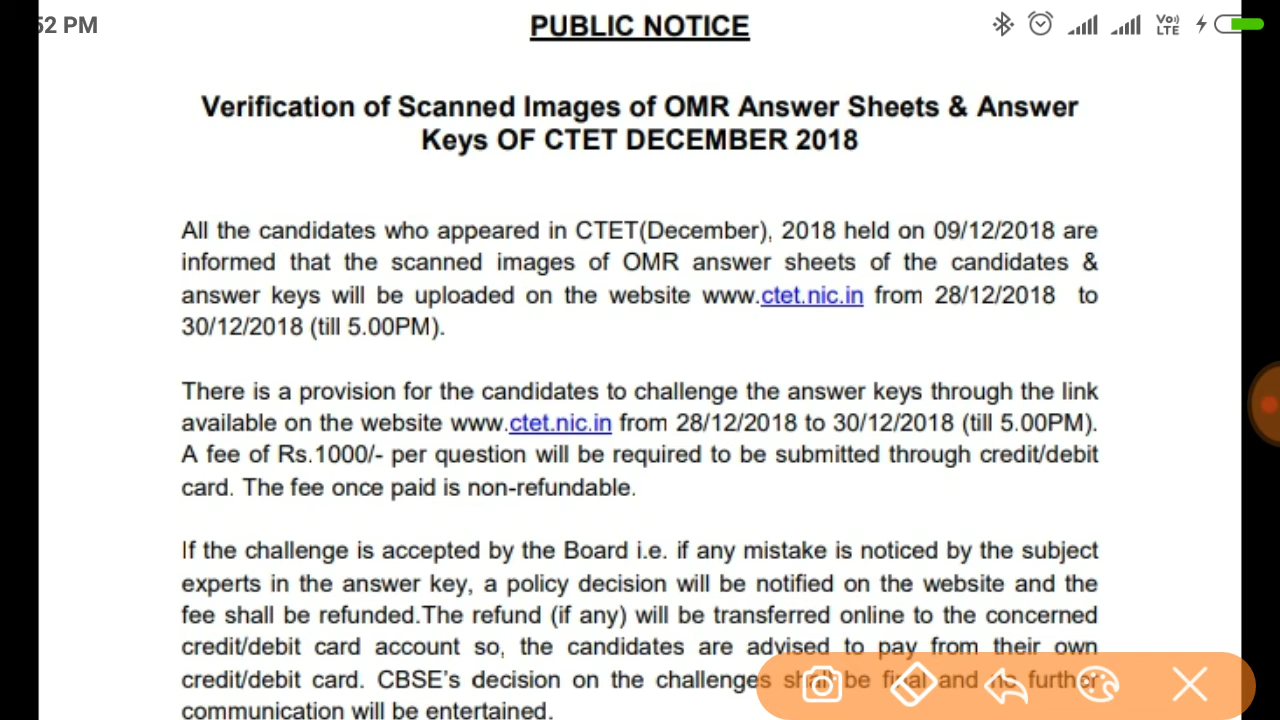 52 PM
PUBLIC NOTICE
Vo)) LTE
Verification of Scanned Images of OMR Answer Sheets & Answer
Keys OF CTET DECEMBER 2018
All the candidates who appeared in CTET(December), 2018 held on 09/12/2018 are
informed that the scanned images of OMR answer sheets of the candidates &
answer keys will be uploaded on the website www.ctet.nic.in from 28/12/2018 to
30/12/2018 (till 5.00PM).
There is a provision for the candidates to challenge the answer keys through the link
available on the website www.ctet.nic.in from 28/12/2018 to 30/12/2018 (till 5.00PM).
A fee of Rs.1000/- per question will be required to be submitted through credit/debit
card. The fee once paid is non-refundable.
If the challenge is accepted by the Board i.e. if any mistake is noticed by the subject
experts in the answer key, a policy decision will be notified on the website and the
fee shall be refunded.The refund (if any) will be transferred online to the concerned
credit/debit card account so, the candidates are advised to pay from their own
credit/debit card. CBSE's decision on the challenges shall be final and no further
communication will be entertained.